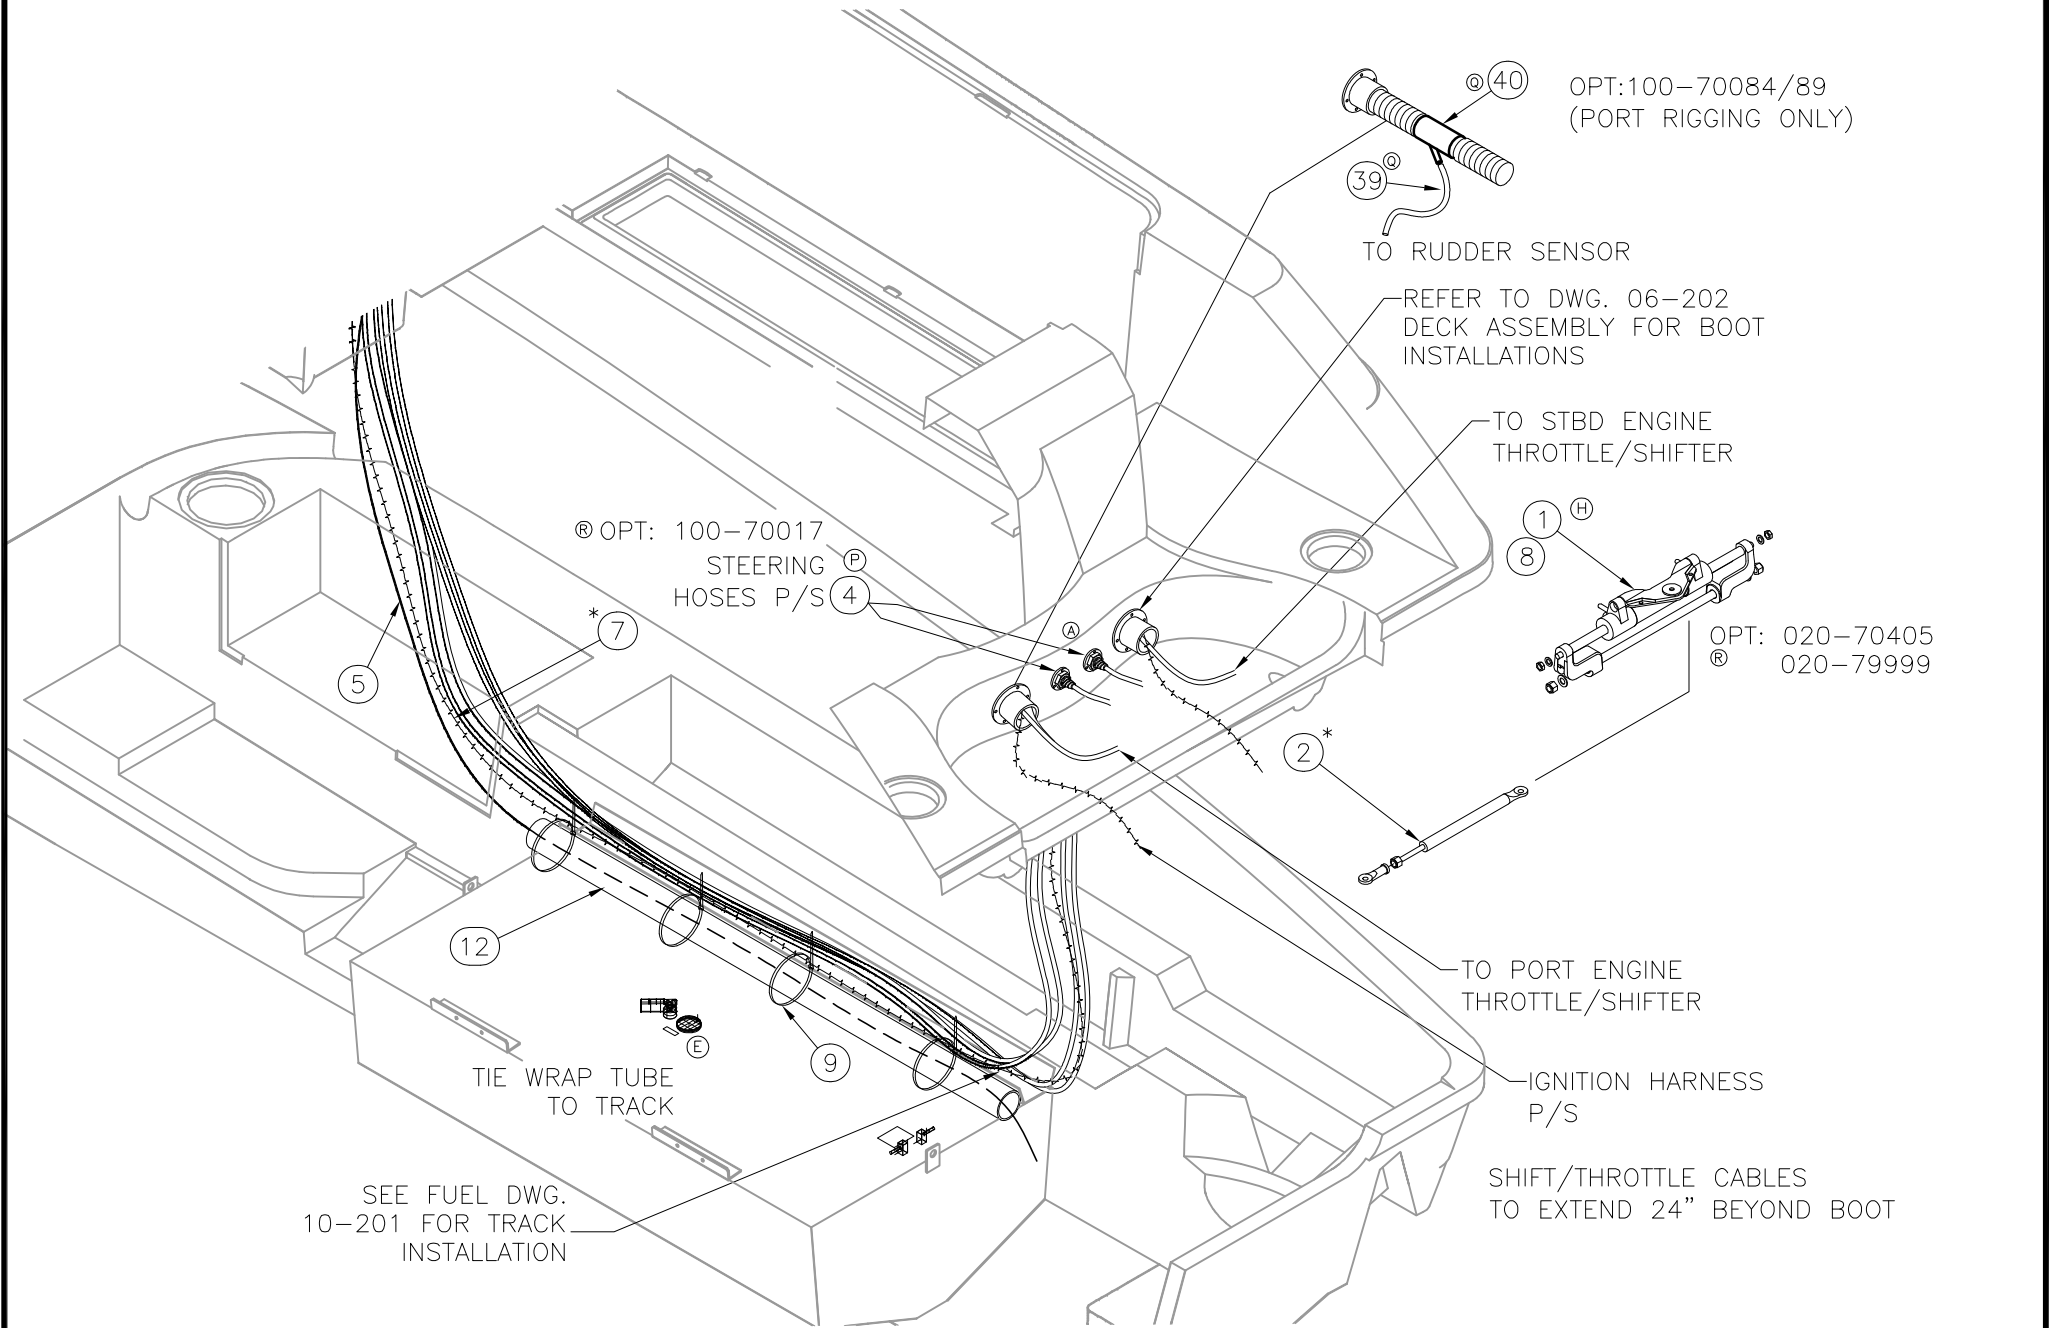 Ⓠ 40
OPT:100-70084/89
(PORT RIGGING ONLY)
39 Ⓠ
TO RUDDER SENSOR
REFER TO DWG. 06-202
DECK ASSEMBLY FOR BOOT
INSTALLATIONS
TO STBD ENGINE
THROTTLE/SHIFTER
1 Ⓗ
8
Ⓡ OPT: 100-70017
STEERING Ⓟ
HOSES P/S 4
* 7
Ⓐ
5
OPT: 020-70405
Ⓡ 020-79999
2 *
12
TO PORT ENGINE
THROTTLE/SHIFTER
Ⓔ
9
TIE WRAP TUBE
TO TRACK
IGNITION HARNESS
P/S
SEE FUEL DWG.
10-201 FOR TRACK
INSTALLATION
SHIFT/THROTTLE CABLES
TO EXTEND 24" BEYOND BOOT